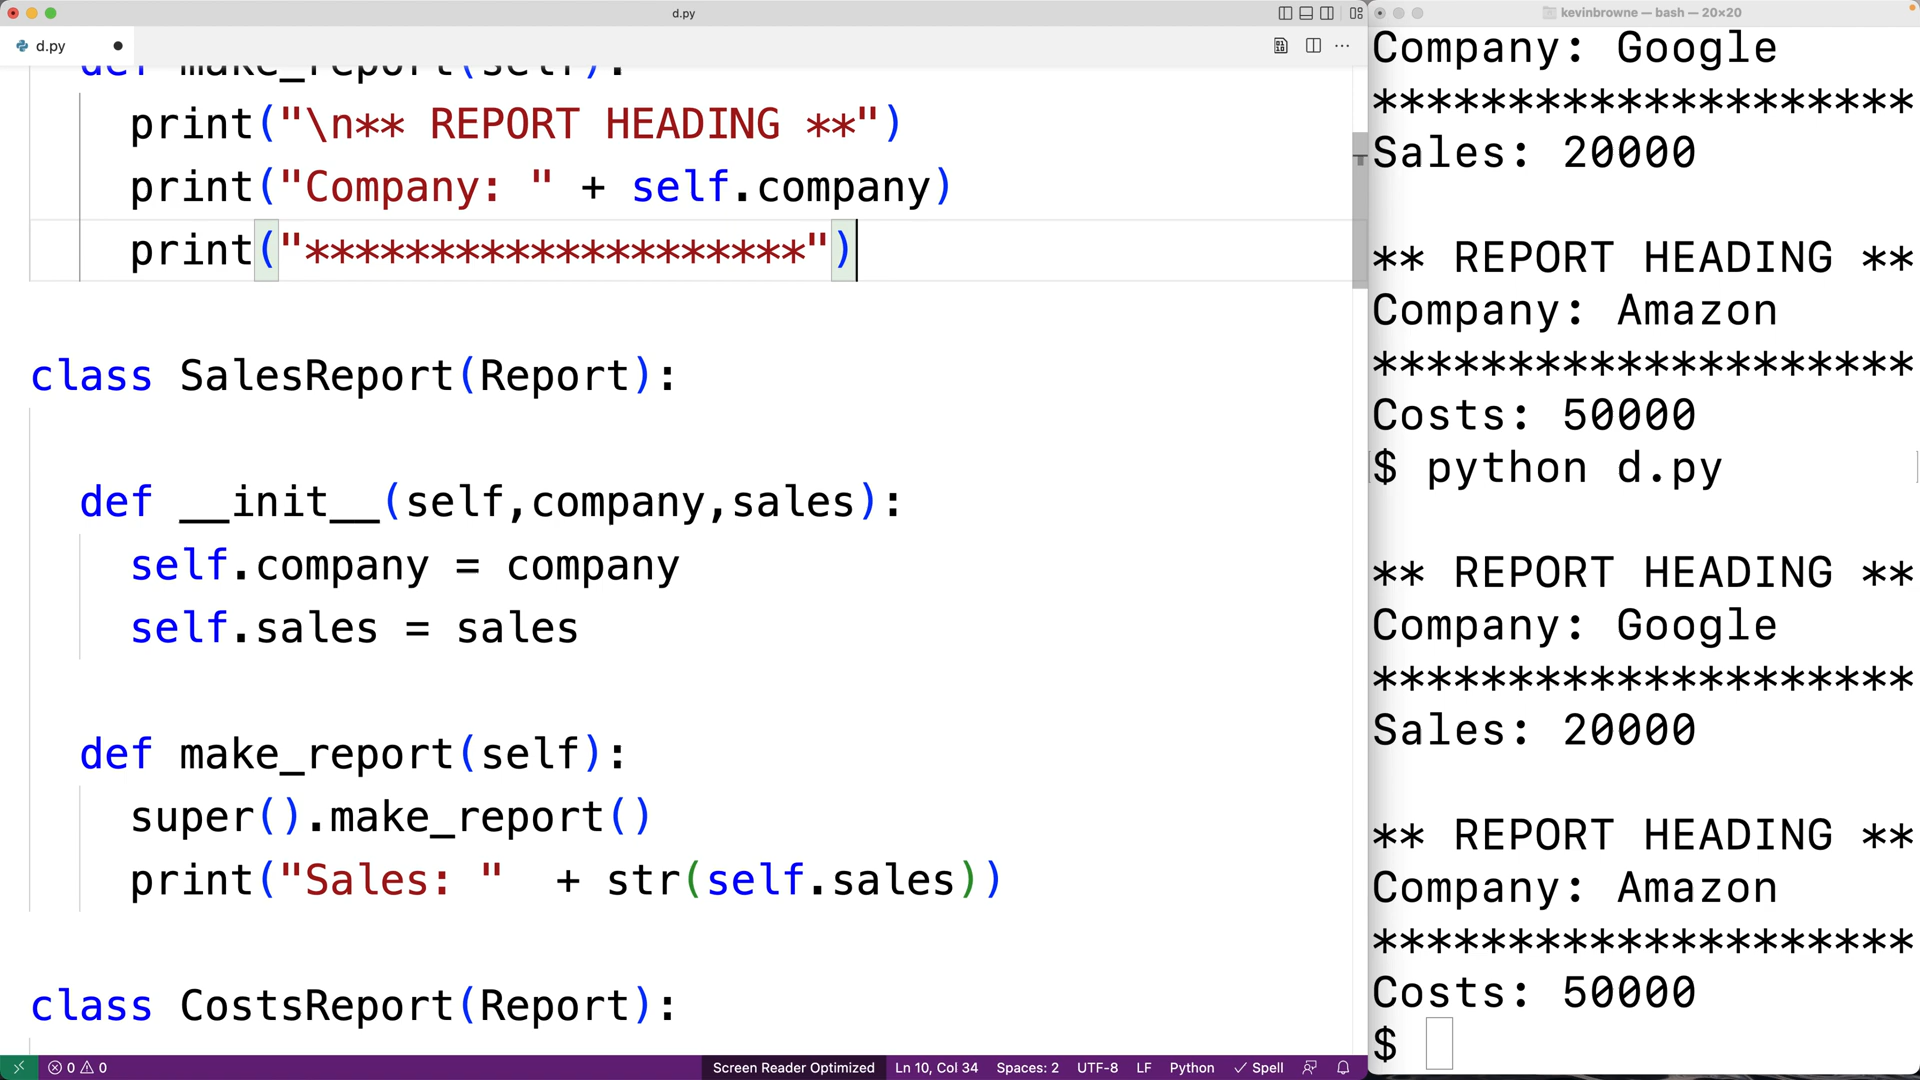 d.py
d.py
def make_report(self):
print("\n** REPORT HEADING **")
print("Company: " + self.company)
print("********************")
class SalesReport(Report):
def __init__(self,company,sales):
self.company = company
self.sales = sales
def make_report(self):
super().make_report()
print("Sales: "  + str(self.sales))
class CostsReport(Report):
0 0
Screen Reader Optimized
Ln 10, Col 34
Spaces: 2
UTF-8
LF
Python
Spell
kevinbrowne — bash — 20×20
Company: Google
********************
Sales: 20000
** REPORT HEADING **
Company: Amazon
********************
Costs: 50000
$ python d.py
** REPORT HEADING **
Company: Google
********************
Sales: 20000
** REPORT HEADING **
Company: Amazon
********************
Costs: 50000
$